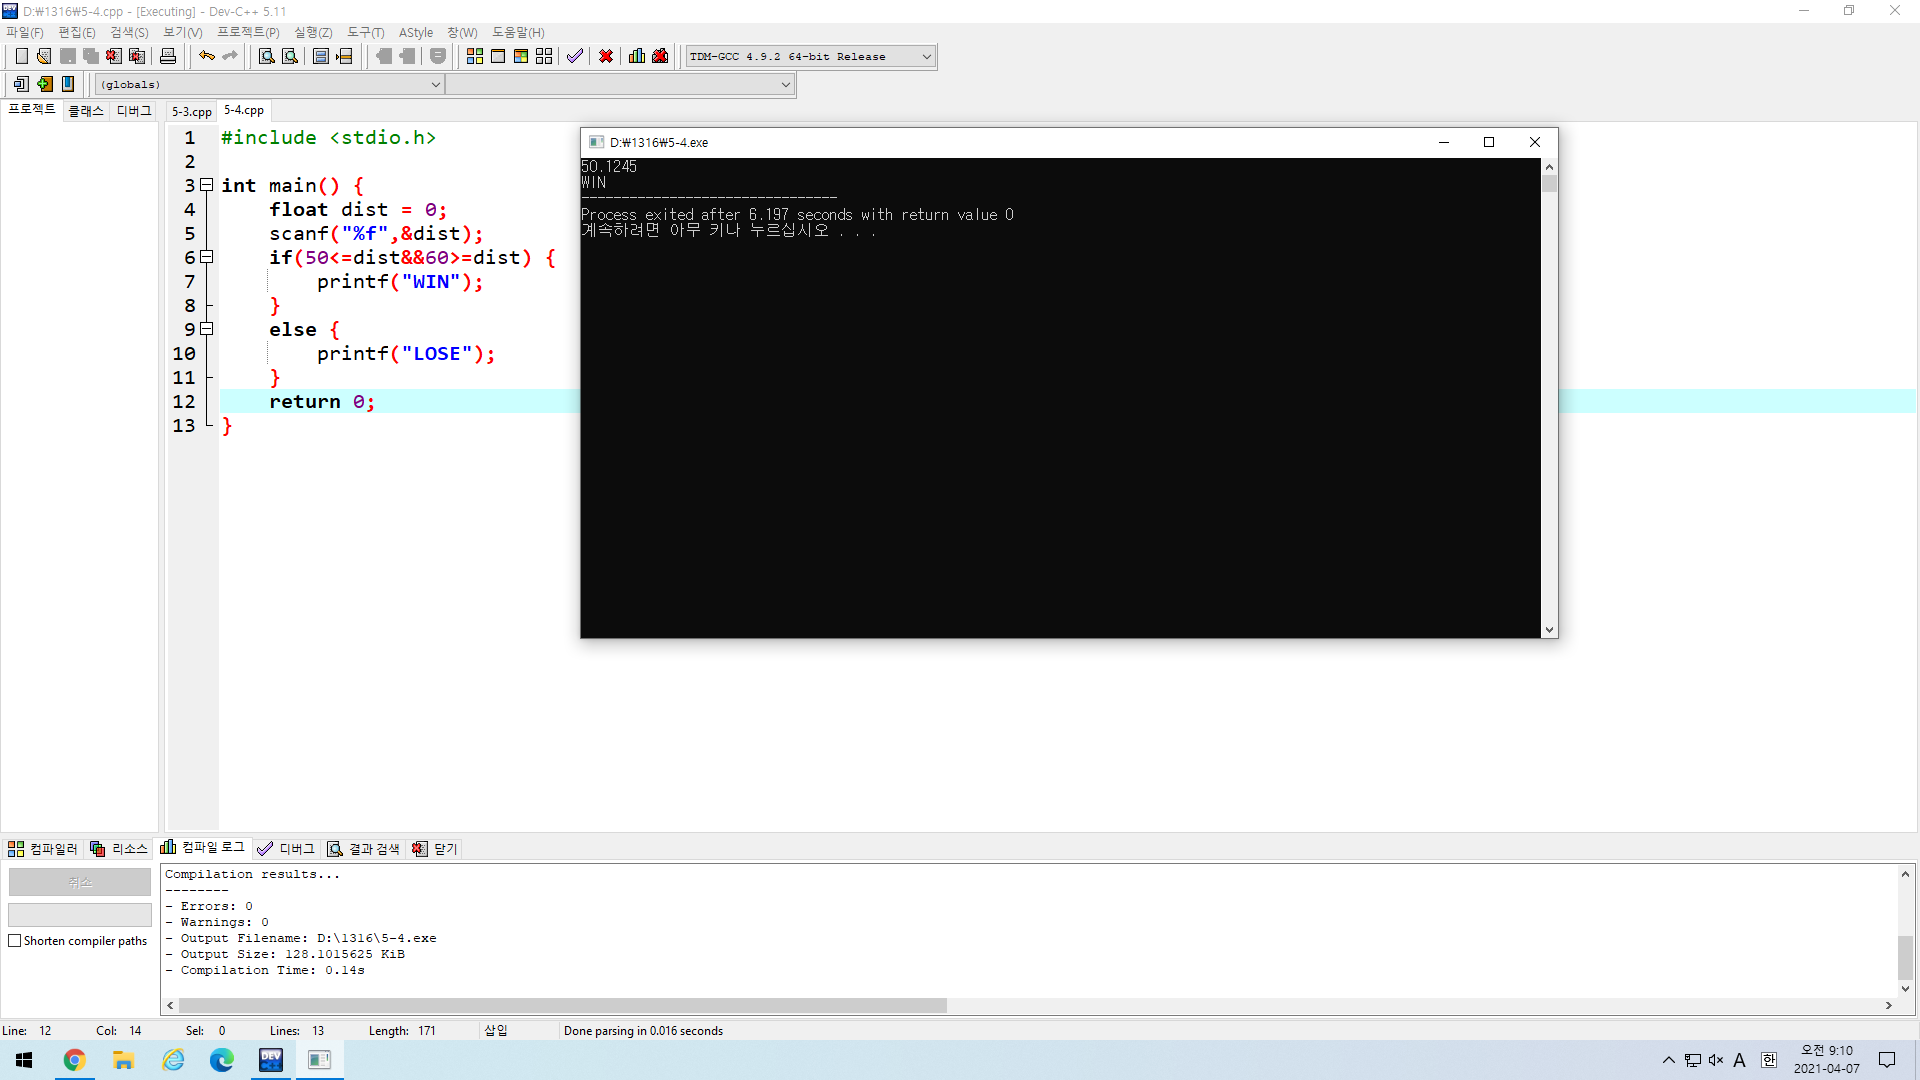 D:₩1316₩5-4.cpp - [Executing] - Dev-C++ 5.11
파일(F) 편집(E) 검색(S) 보기(V) 프로젝트(P) 실행(Z) 도구(T) AStyle 창(W) 도움말(H)
TDM-GCC 4.9.2 64-bit Release
(globals)
프로젝트 클래스 디버그 5-3.cpp 5-4.cpp
1 #include <stdio.h>
2
3 int main() {
4 float dist = 0;
5 scanf("%f",&dist);
6 if(50<=dist&&60>=dist) {
7 printf("WIN");
8 }
9 else {
10 printf("LOSE");
11 }
12 return 0;
13 }
D:₩1316₩5-4.exe
50.1245
WIN
--------------------------------
Process exited after 6.197 seconds with return value 0
계속하려면 아무 키나 누르십시오 . . .
컴파일러 리소스 컴파일 로그 디버그 결과 검색 닫기
취소
Shorten compiler paths
Compilation results...
--------
- Errors: 0
- Warnings: 0
- Output Filename: D:\1316\5-4.exe
- Output Size: 128.1015625 KiB
- Compilation Time: 0.14s
Line: 12 Col: 14 Sel: 0 Lines: 13 Length: 171 삽입 Done parsing in 0.016 seconds
DEV
A 한 오전 9:10
2021-04-07